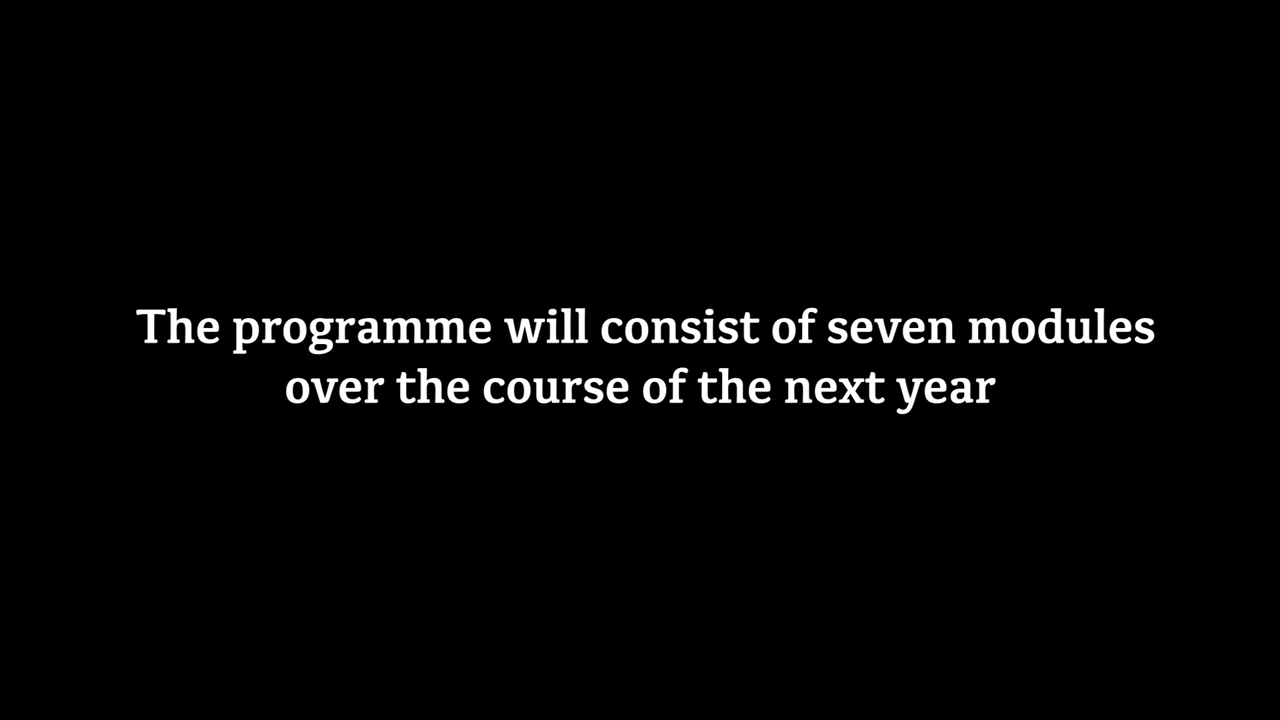 The programme will consist of seven modules
over the course of the next year